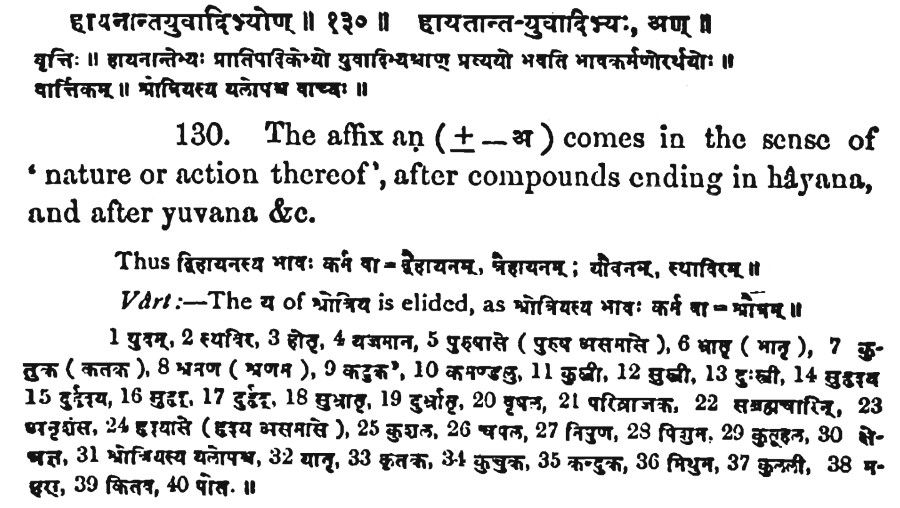 हायनान्तयुवादिभ्योण् ॥ १३० ॥ हायतान्त-युवादिभ्यः, अण् ॥
वृत्तिः ॥ हायनान्तेभ्यः प्रातिपदिकेभ्यो युवादिभ्यश्चाण् प्रत्ययो भवति भावकर्मणोरर्थयोः ॥
वार्त्तिकम् ॥ श्रोत्रियस्य यलोपश्च वाच्यः ॥
130. The affix aṇ (± — अ) comes in the sense of
‘nature or action thereof’, after compounds ending in hâyana,
and after yuvana &c.
Thus द्विहायनस्य भावः कर्म वा = द्वैहायनम्, त्रैहायनम् ; यौवनम्, स्थाविरम् ॥
Vârt :—The य of श्रोत्रिय is elided, as श्रोत्रियस्य भावः कर्म वा = श्रौत्रम् ॥
1 युवम्, 2 स्थविर, 3 होतृ, 4 यजमान, 5 पुरुषासे ( पुरुष असमासे ), 6 भ्रातृ ( भातृ ), 7 कु-
तुक ( कतक ), 8 श्रमण ( श्रणम ), 9 कटुक, 10 कमण्डलु, 11 कुस्त्री, 12 सुस्त्री, 13 दुःस्त्री, 14 सुहृदय
15 दुर्हृदय, 16 सुहृद्, 17 दुर्हृद्, 18 सुभ्रातृ, 19 दुर्भ्रातृ, 20 वृषल, 21 परिव्राजक, 22 सब्रह्मचारिन्, 23
अनृशंस, 24 हृदयासे ( हृदय असमासे ), 25 कुशल, 26 चपल, 27 निपुण, 28 पिशुन, 29 कुतूहल, 30 क्षे-
त्रज्ञ, 31 श्रोत्रियस्य यलोपश्च, 32 यातृ, 33 कृतक, 34 कुचुक, 35 कन्दुक, 36 मिथुन, 37 कुलली, 38 म-
हस्, 39 कितव, 40 पोत. ॥